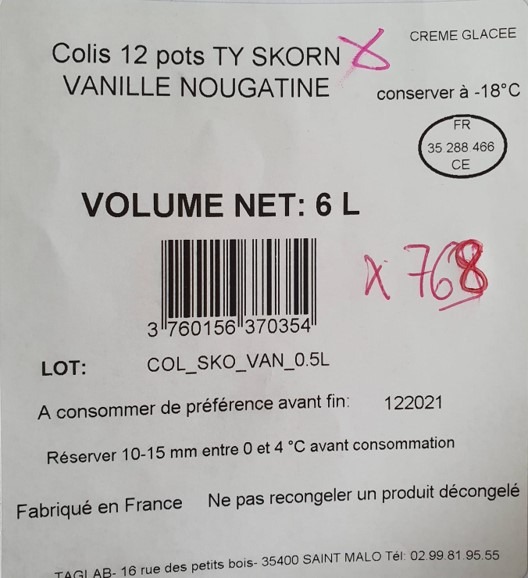 Colis 12 pots TY SKORN X
CREME GLACEE
VANILLE NOUGATINE
conserver à -18°C
FR
35 288 466
CE
VOLUME NET: 6 L
X 768
3 760156 370354
LOT: COL_SKO_VAN_0.5L
A consommer de préférence avant fin: 122021
Réserver 10-15 mm entre 0 et 4 °C avant consommation
Fabriqué en France Ne pas recongeler un produit décongelé
TAGLAB- 16 rue des petits bois- 35400 SAINT MALO Tél: 02.99.81.95.55